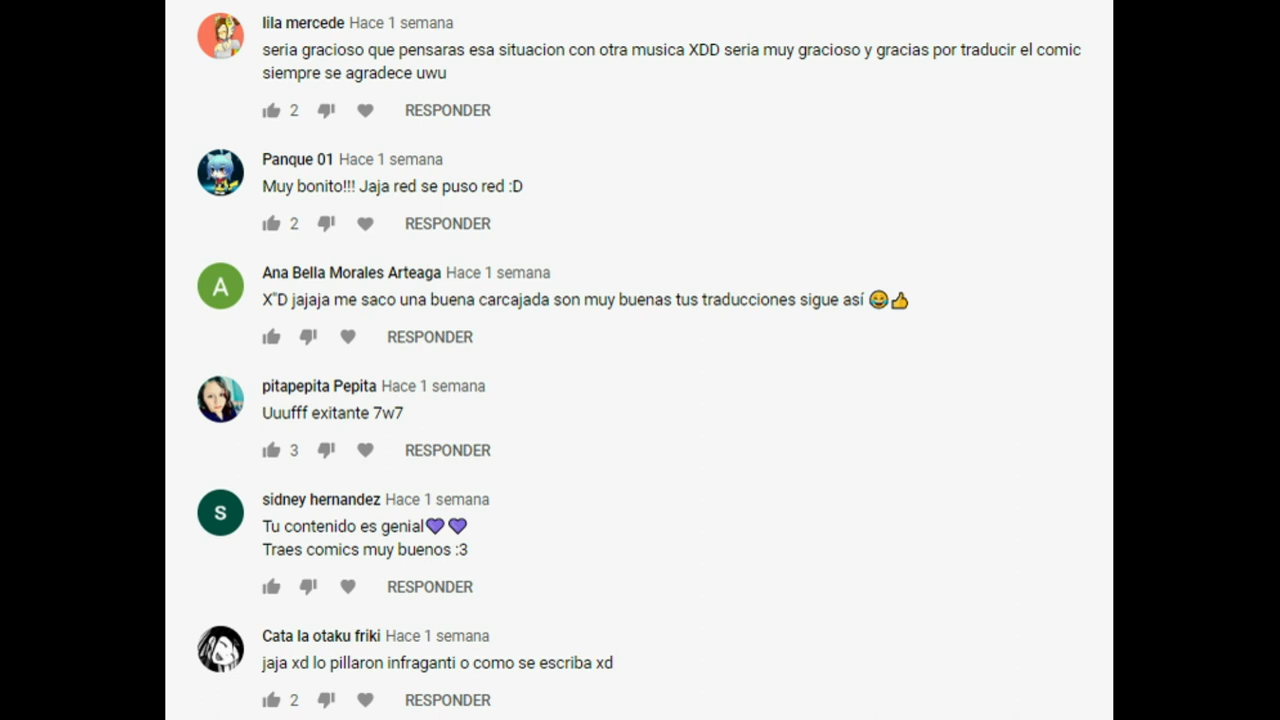 lila mercede Hace 1 semana
seria gracioso que pensaras esa situacion con otra musica XDD seria muy gracioso y gracias por traducir el comic
siempre se agradece uwu
2 RESPONDER
Panque 01 Hace 1 semana
Muy bonito!!! Jaja red se puso red :D
2 RESPONDER
A
Ana Bella Morales Arteaga Hace 1 semana
X"D jajaja me saco una buena carcajada son muy buenas tus traducciones sigue así 😂👍
RESPONDER
pitapepita Pepita Hace 1 semana
Uuufff exitante 7w7
3 RESPONDER
S
sidney hernandez Hace 1 semana
Tu contenido es genial💜💜
Traes comics muy buenos :3
RESPONDER
Cata la otaku friki Hace 1 semana
jaja xd lo pillaron infraganti o como se escriba xd
2 RESPONDER